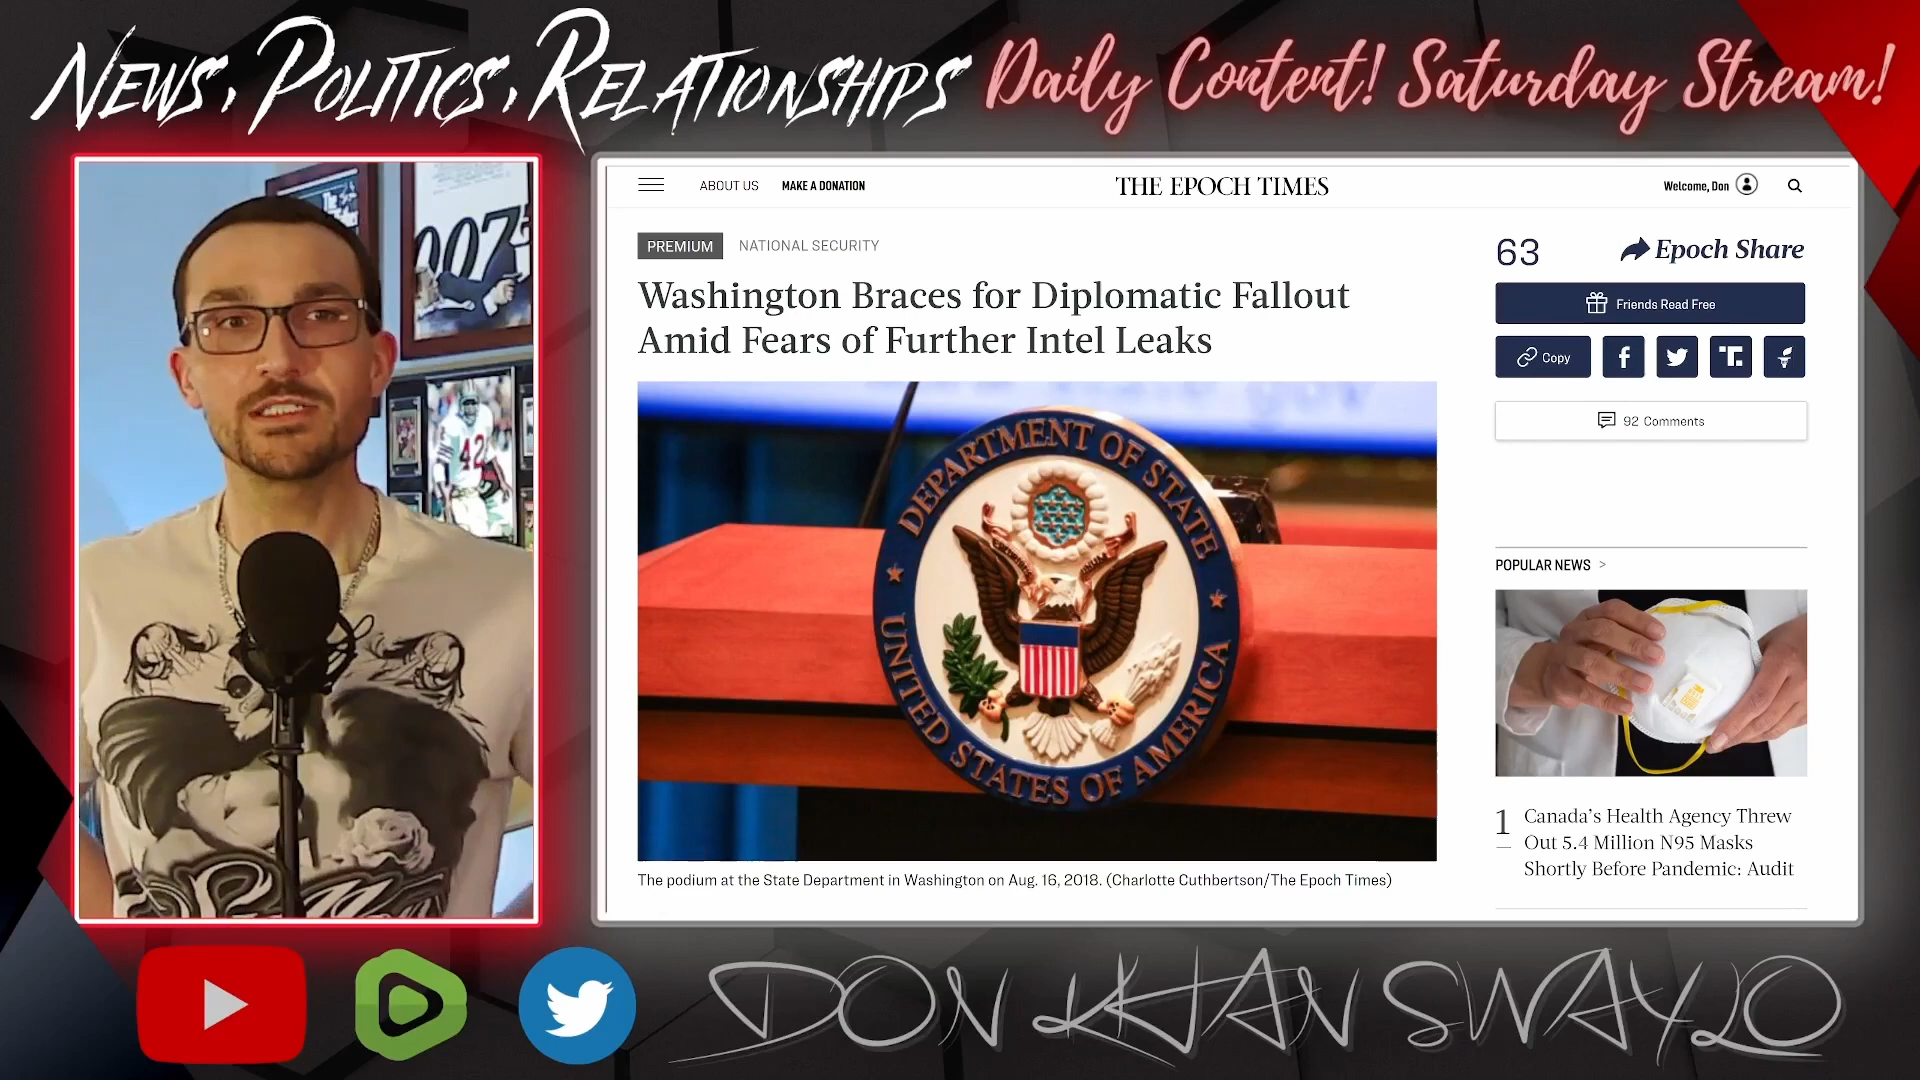 NEWS, POLITICS, RELATIONSHIPS
Daily Content! Saturday Stream!
The
007
42
ABOUT US
MAKE A DONATION
THE EPOCH TIMES
Welcome, Don
PREMIUM
NATIONAL SECURITY
Washington Braces for Diplomatic Fallout
Amid Fears of Further Intel Leaks
DEPARTMENT OF STATE
UNITED STATES OF AMERICA
The podium at the State Department in Washington on Aug. 16, 2018. (Charlotte Cuthbertson/The Epoch Times)
63
Epoch Share
Friends Read Free
Copy
92 Comments
POPULAR NEWS >
1
Canada's Health Agency Threw
Out 5.4 Million N95 Masks
Shortly Before Pandemic: Audit
DON KHAN SWAYLO